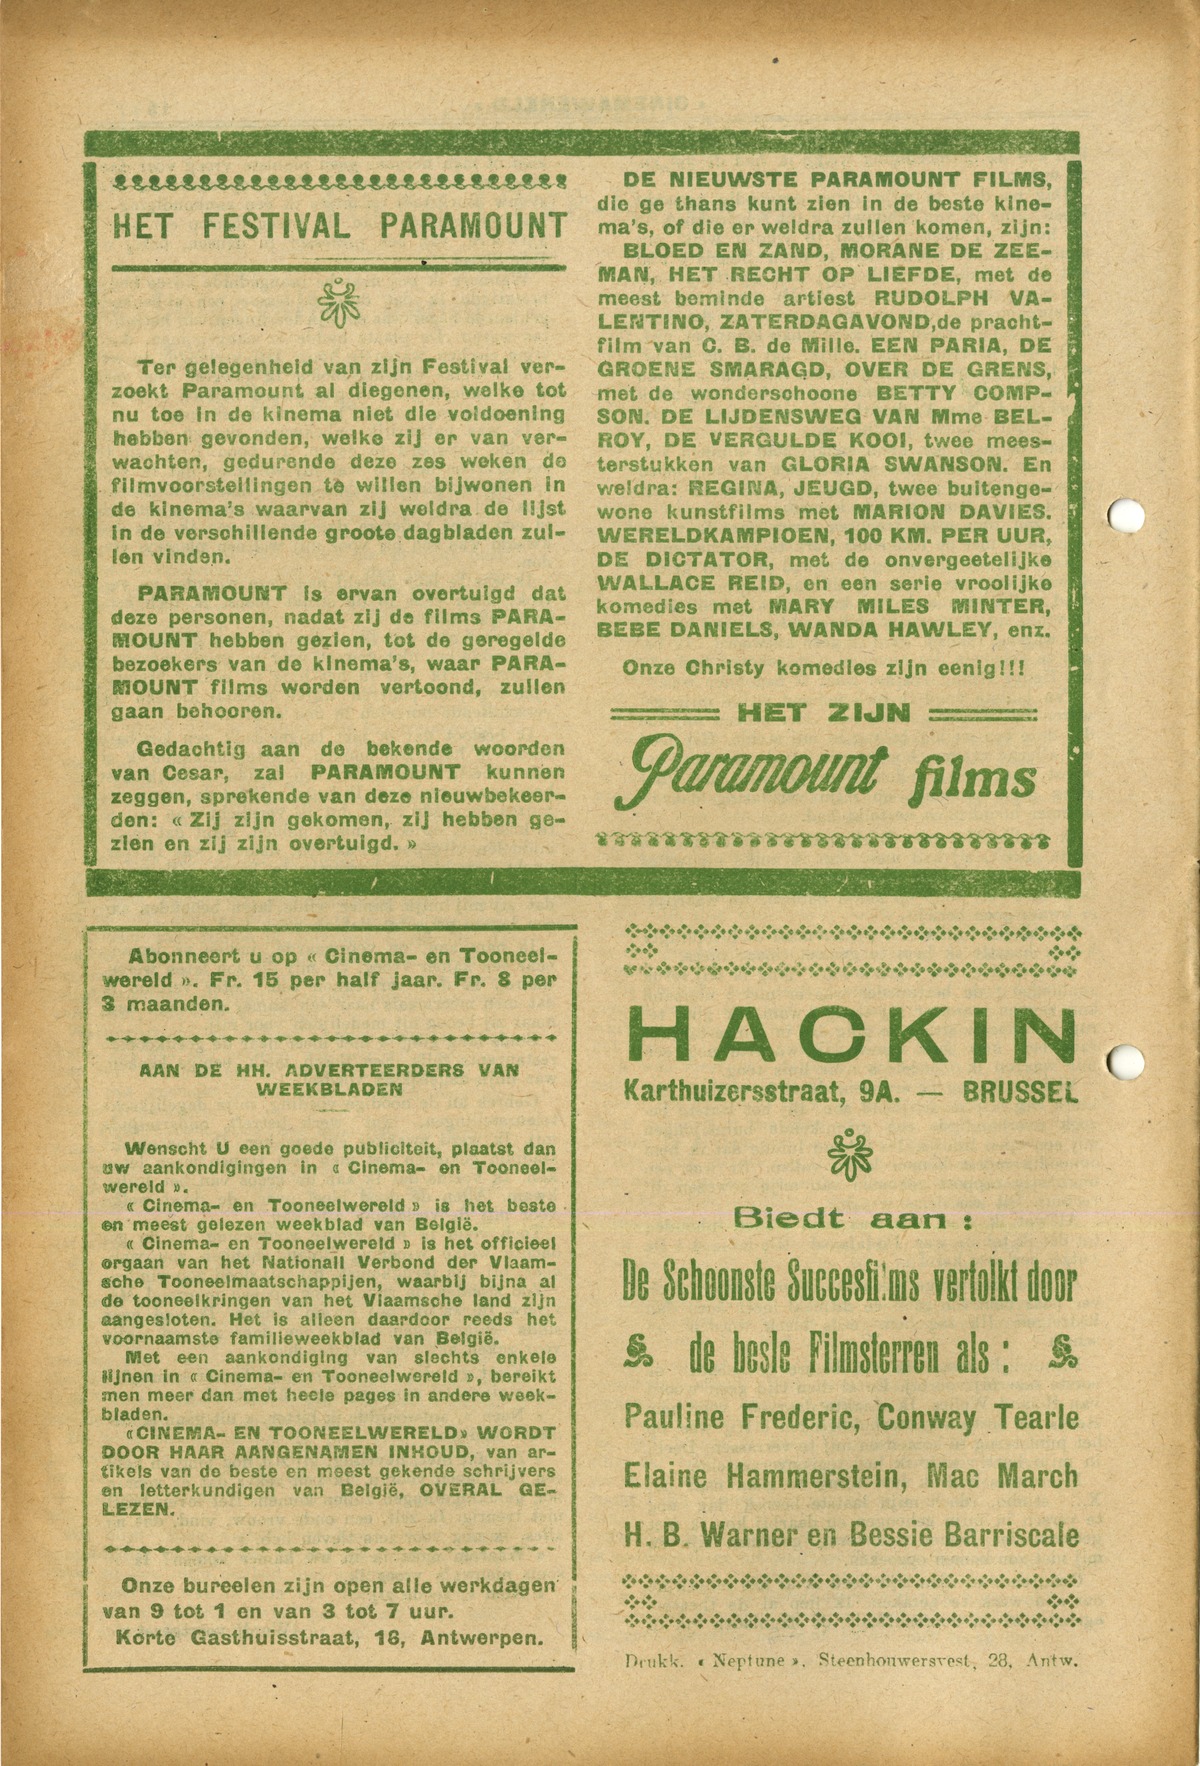 HET FESTIVAL PARAMOUNT
Ter gelegenheid van zijn Festival ver-
zoekt Paramount al diegenen, welke tot
nu toe in de kinema niet die voldoening
hebben gevonden, welke zij er van ver-
wachten, gedurende deze zes weken de
filmvoorstellingen te willen bijwonen in
de kinema's waarvan zij weldra de lijst
in de verschillende groote dagbladen zul-
len vinden.
PARAMOUNT is ervan overtuigd dat
deze personen, nadat zij de films PARA-
MOUNT hebben gezien, tot de geregelde
bezoekers van de kinema's, waar PARA-
MOUNT films worden vertoond, zullen
gaan behooren.
Gedachtig aan de bekende woorden
van Cesar, zal PARAMOUNT kunnen
zeggen, sprekende van deze nieuwbekeer-
den: « Zij zijn gekomen, zij hebben ge-
zien en zij zijn overtuigd. »
DE NIEUWSTE PARAMOUNT FILMS,
die ge thans kunt zien in de beste kine-
ma's, of die er weldra zullen komen, zijn:
BLOED EN ZAND, MORANE DE ZEE-
MAN, HET RECHT OP LIEFDE, met de
meest beminde artiest RUDOLPH VA-
LENTINO, ZATERDAGAVOND,de pracht-
film van C. B. de Mille. EEN PARIA, DE
GROENE SMARAGD, OVER DE GRENS,
met de wonderschoone BETTY COMP-
SON. DE LIJDENSWEG VAN Mme BEL-
ROY, DE VERGULDE KOOI, twee mees-
terstukken van GLORIA SWANSON. En
weldra: REGINA, JEUGD, twee buitenge-
wone kunstfilms met MARION DAVIES.
WERELDKAMPIOEN, 100 KM. PER UUR,
DE DICTATOR, met de onvergeetelijke
WALLACE REID, en een serie vroolijke
komedies met MARY MILES MINTER,
BEBE DANIELS, WANDA HAWLEY, enz.
Onze Christy komedies zijn eenig!!!
HET ZIJN
Paramount films
Abonneert u op « Cinema- en Tooneel-
wereld ». Fr. 15 per half jaar. Fr. 8 per
3 maanden.
AAN DE HH. ADVERTEERDERS VAN
WEEKBLADEN
Wenscht U een goede publiciteit, plaatst dan
uw aankondigingen in « Cinema- en Tooneel-
wereld ».
« Cinema- en Tooneelwereld » is het beste
en meest gelezen weekblad van België.
« Cinema- en Tooneelwereld » is het officieel
orgaan van het Nationall Verbond der Vlaam-
sche Tooneelmaatschappijen, waarbij bijna al
de tooneelkringen van het Vlaamsche land zijn
aangesloten. Het is alleen daardoor reeds het
voornaamste familieweekblad van België.
Met een aankondiging van slechts enkele
lijnen in « Cinema- en Tooneelwereld », bereikt
men meer dan met heele pages in andere week-
bladen.
«CINEMA- EN TOONEELWERELD» WORDT
DOOR HAAR AANGENAMEN INHOUD, van ar-
tikels van de beste en meest gekende schrijvers
en letterkundigen van België, OVERAL GE-
LEZEN.
Onze bureelen zijn open alle werkdagen
van 9 tot 1 en van 3 tot 7 uur.
Korte Gasthuisstraat, 16, Antwerpen.
HACKIN
Karthuizersstraat, 9A. — BRUSSEL
Biedt aan :
De Schoonste Succesfilms vertolkt door
de beste Filmsterren als :
Pauline Frederic, Conway Tearle
Elaine Hammerstein, Mac March
H. B. Warner en Bessie Barriscale
Drukk. « Neptune ». Steenhouwersvest, 28, Antw.